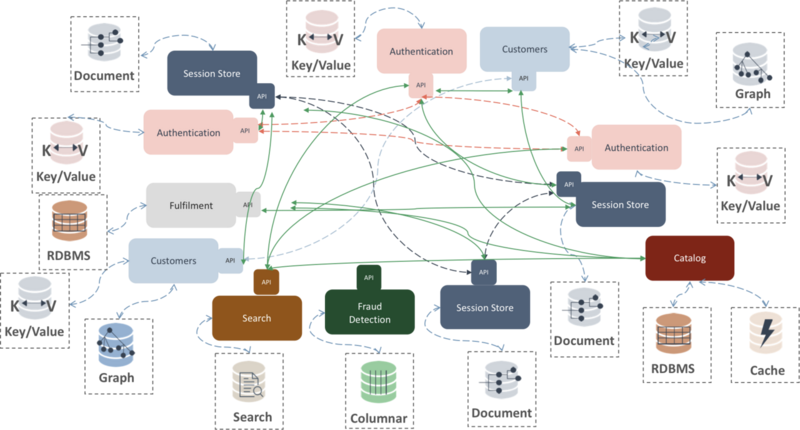 Document
Session Store
API
K V
Key/Value
Authentication
API
Customers
API
K V
Key/Value
Graph
K V
Key/Value
Authentication
API
API
Authentication
K V
Key/Value
RDBMS
Fulfilment
API
API
Session Store
Customers
API
K V
Key/Value
Graph
API
Search
API
Fraud
Detection
API
Session Store
Catalog
Document
RDBMS
Cache
Search
Columnar
Document